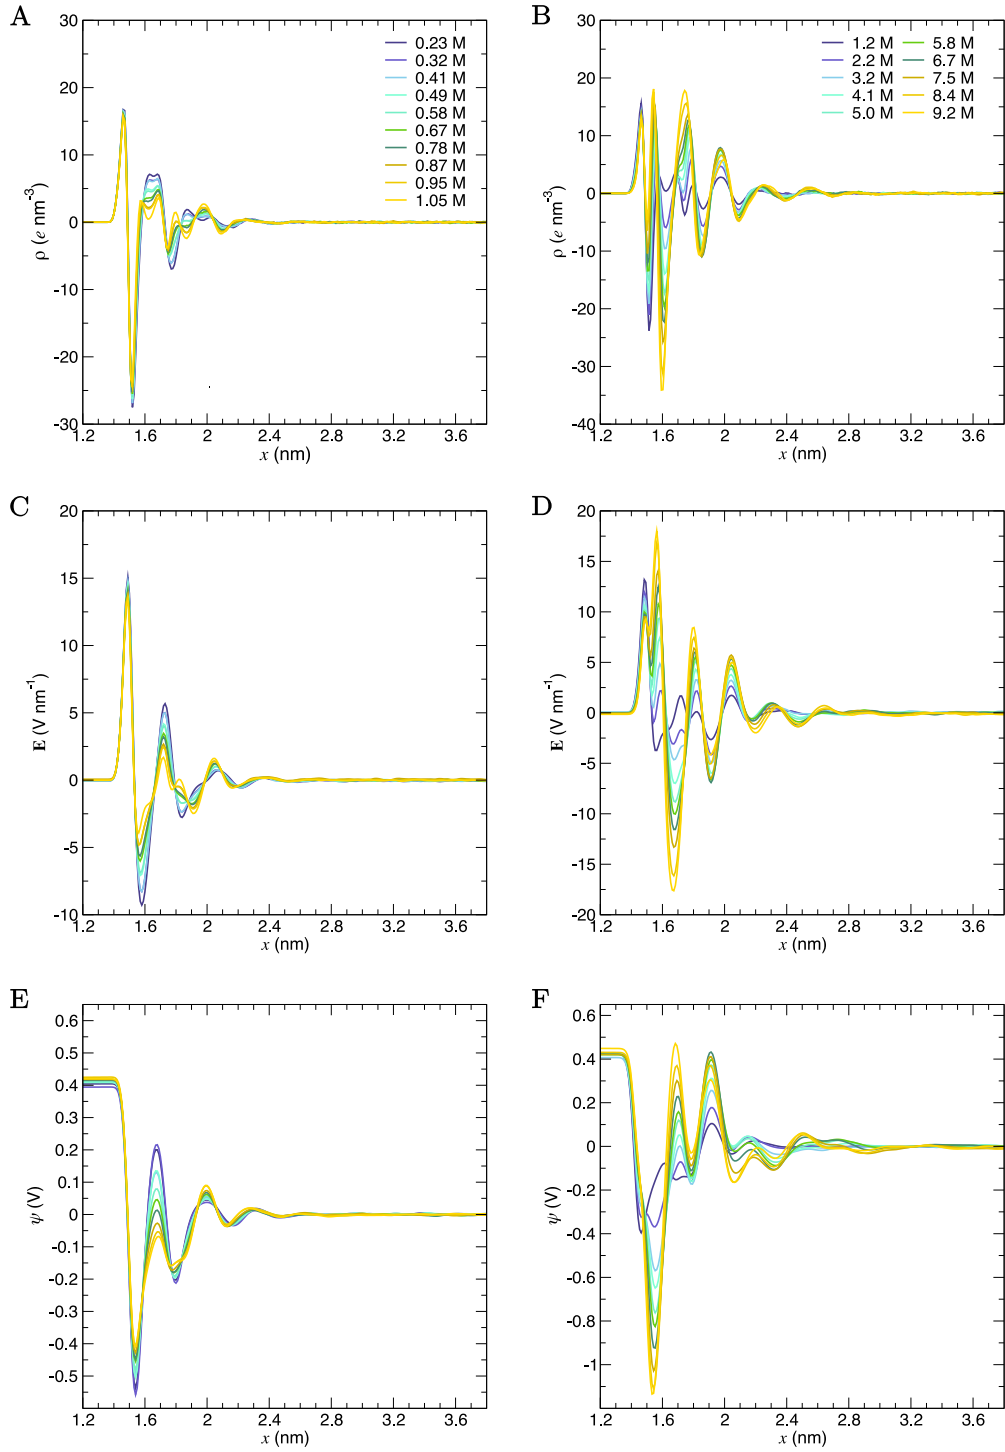 A
B
30
20
10
0
-10
-20
-30
ρ (e nm⁻³)
1.2 1.6 2 2.4 2.8 3.2 3.6
x (nm)
0.23 M
0.32 M
0.41 M
0.49 M
0.58 M
0.67 M
0.78 M
0.87 M
0.95 M
1.05 M
30
20
10
0
-10
-20
-30
-40
ρ (e nm⁻³)
1.2 1.6 2 2.4 2.8 3.2 3.6
x (nm)
1.2 M 5.8 M
2.2 M 6.7 M
3.2 M 7.5 M
4.1 M 8.4 M
5.0 M 9.2 M
C
D
20
15
10
5
0
-5
-10
E (V nm⁻¹)
1.2 1.6 2 2.4 2.8 3.2 3.6
x (nm)
20
15
10
5
0
-5
-10
-15
-20
E (V nm⁻¹)
1.2 1.6 2 2.4 2.8 3.2 3.6
x (nm)
E
F
0.6
0.5
0.4
0.3
0.2
0.1
0
-0.1
-0.2
-0.3
-0.4
-0.5
ψ (V)
1.2 1.6 2 2.4 2.8 3.2 3.6
x (nm)
0.6
0.4
0.2
0
-0.2
-0.4
-0.6
-0.8
-1
ψ (V)
1.2 1.6 2 2.4 2.8 3.2 3.6
x (nm)